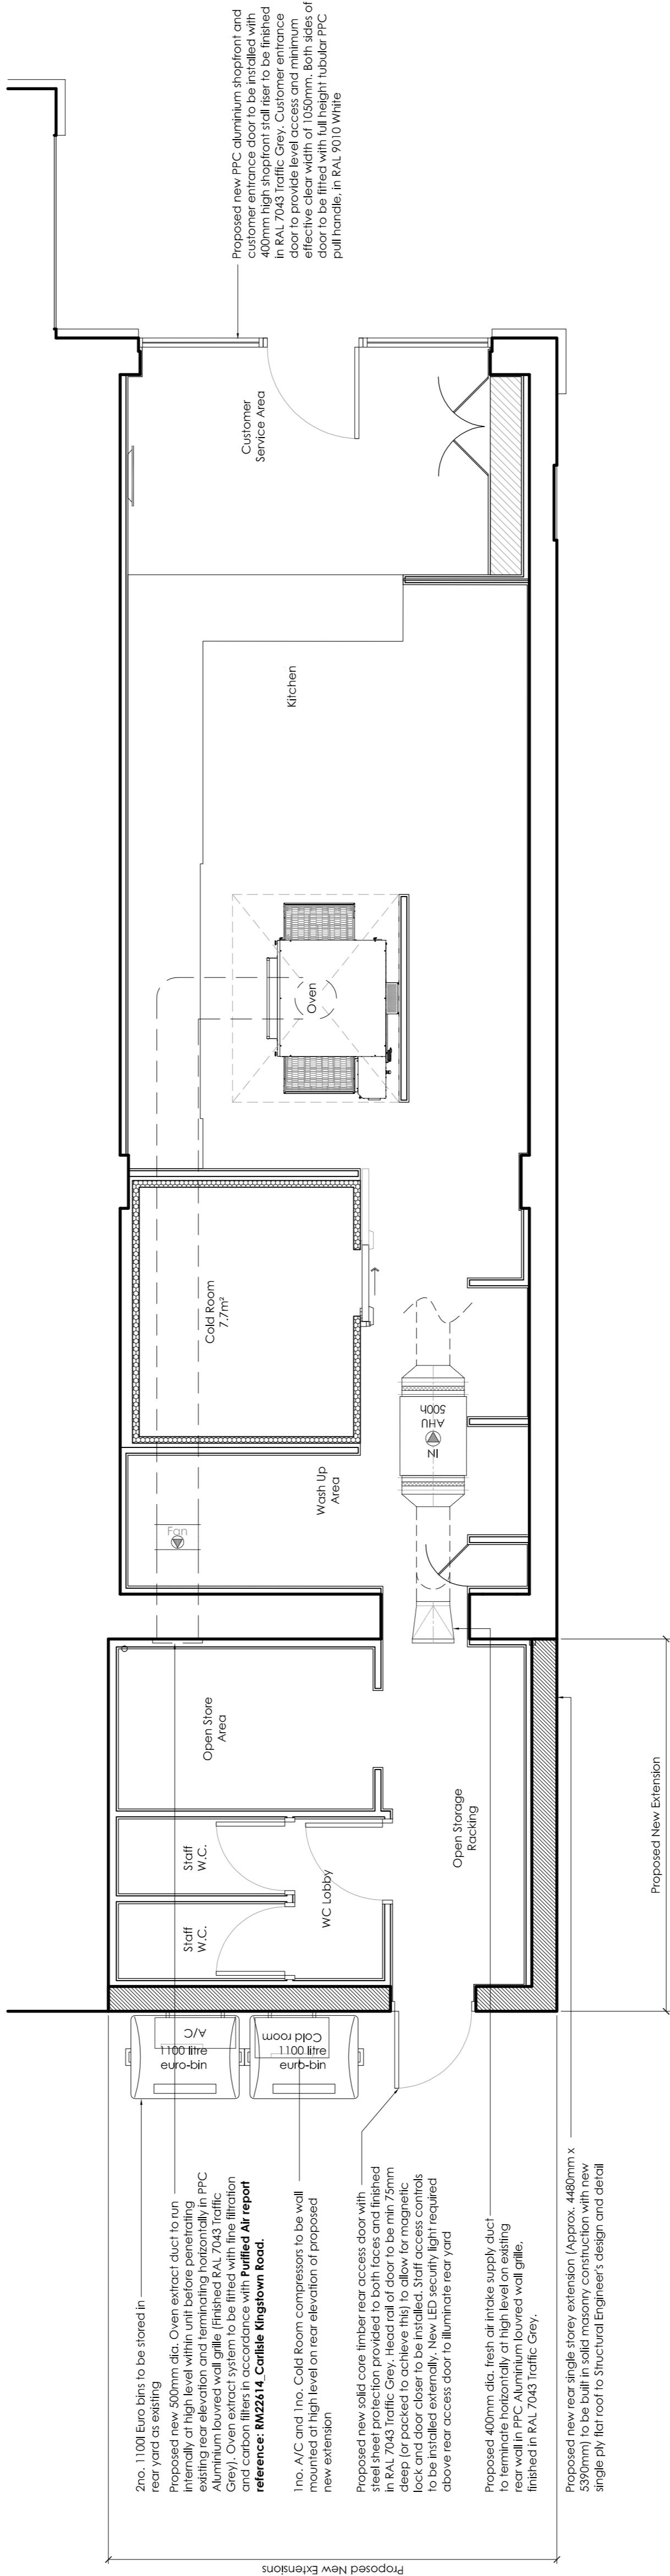 Proposed new PPC aluminium shopfront and
customer entrance door to be installed with
400mm high shopfront stall riser to be finished
in RAL 7043 Traffic Grey. Customer entrance
door to provide level access and minimum
effective clear width of 1050mm. Both sides of
door to be fitted with full height tubular PPC
pull handle, in RAL 9010 White
Customer
Service Area
Kitchen
Oven
Cold Room
7.7m²
Wash Up
Area
Fan
IN
AHU
500h
Open Store
Area
Staff
W.C.
Staff
W.C.
WC Lobby
Open Storage
Racking
A/C
1100 litre
euro-bin
Cold room
1100 litre
euro-bin
2no. 1100l Euro bins to be stored in
rear yard as existing
Proposed new 500mm dia. Oven extract duct to run
internally at high level within unit before penetrating
existing rear elevation and terminating horizontally in PPC
Aluminium louvred wall grille (Finished RAL 7043 Traffic
Grey). Oven extract system to be fitted with fine filtration
and carbon filters in accordance with Purified Air report
reference: RM22614_Carlisle Kingstown Road.
1no. A/C and 1no. Cold Room compressors to be wall
mounted at high level on rear elevation of proposed
new extension
Proposed new solid core timber rear access door with
steel sheet protection provided to both faces and finished
in RAL 7043 Traffic Grey. Head rail of door to be min 75mm
deep (or packed to achieve this) to allow for magnetic
lock and door closer to be installed. Staff access controls
to be installed externally. New LED security light required
above rear access door to illuminate rear yard
Proposed 400mm dia. fresh air intake supply duct
to terminate horizontally at high level on existing
rear wall in PPC Aluminium louvred wall grille,
finished in RAL 7043 Traffic Grey.
Proposed new rear single storey extension (Approx. 4480mm x
5390mm) to be built in solid masonry construction with new
single ply flat roof to Structural Engineer's design and detail
Proposed New Extension
Proposed New Extensions